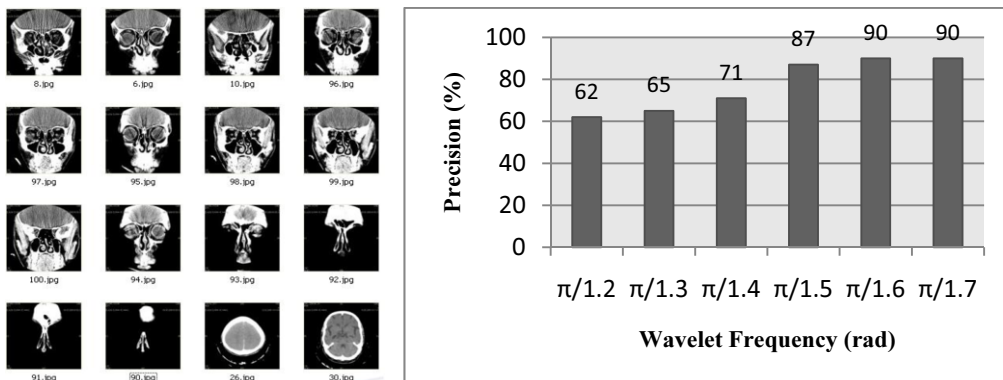 8.jpg 6.jpg 10.jpg 96.jpg
97.jpg 95.jpg 98.jpg 99.jpg
100.jpg 94.jpg 93.jpg 92.jpg
91.jpg 90.jpg 26.jpg 30.jpg
Precision (%)
100
80
60
40
20
0
62 65 71 87 90 90
π/1.2 π/1.3 π/1.4 π/1.5 π/1.6 π/1.7
Wavelet Frequency (rad)